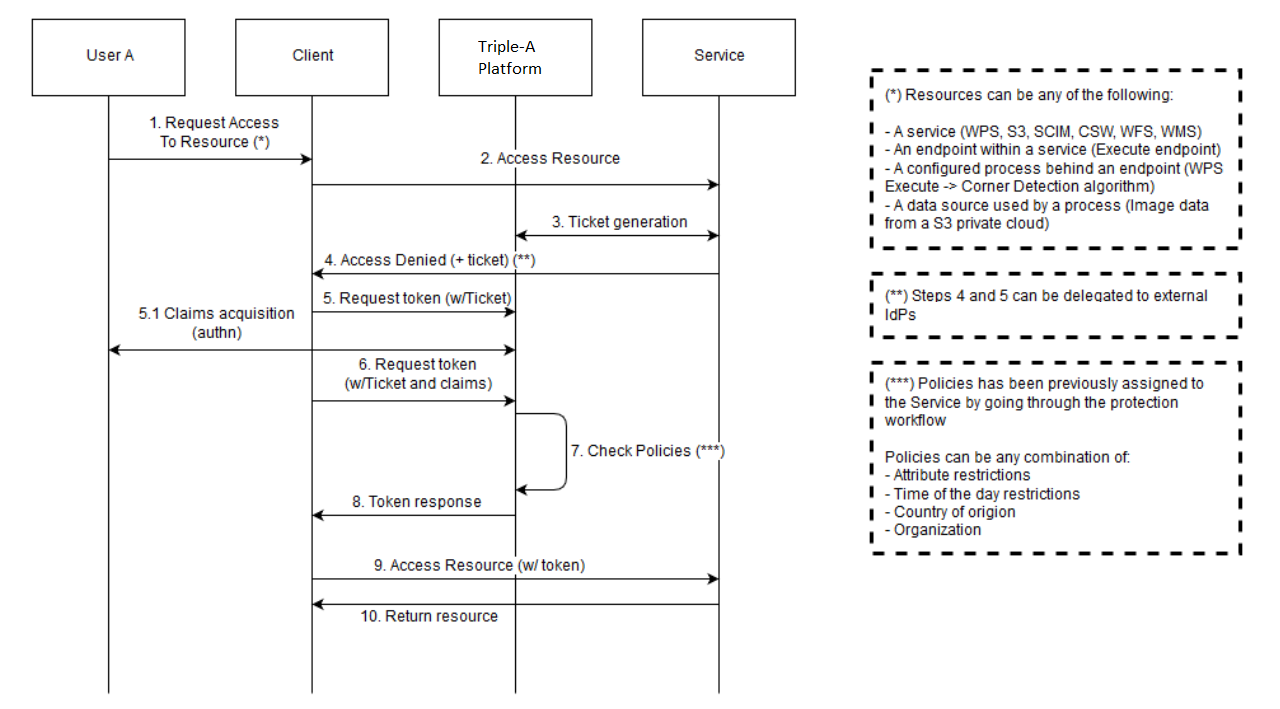 User A
Client
Triple-A
Platform
Service
1. Request Access
To Resource (*)
2. Access Resource
3. Ticket generation
4. Access Denied (+ ticket) (**)
5. Request token (w/Ticket)
5.1 Claims acquisition
(authn)
6. Request token
(w/Ticket and claims)
7. Check Policies (***)
8. Token response
9. Access Resource (w/ token)
10. Return resource
(*) Resources can be any of the following:
- A service (WPS, S3, SCIM, CSW, WFS, WMS)
- An endpoint within a service (Execute endpoint)
- A configured process behind an endpoint (WPS
Execute -> Corner Detection algorithm)
- A data source used by a process (Image data
from a S3 private cloud)
(**) Steps 4 and 5 can be delegated to external
IdPs
(***) Policies has been previously assigned to
the Service by going through the protection
workflow
Policies can be any combination of:
- Attribute restrictions
- Time of the day restrictions
- Country of origion
- Organization